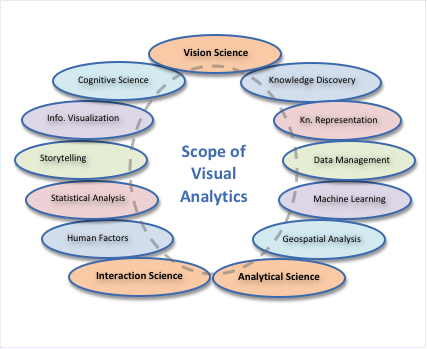 Vision Science
Cognitive Science
Knowledge Discovery
Info. Visualization
Kn. Representation
Storytelling
Scope of
Visual
Analytics
Data Management
Statistical Analysis
Machine Learning
Human Factors
Geospatial Analysis
Interaction Science
Analytical Science